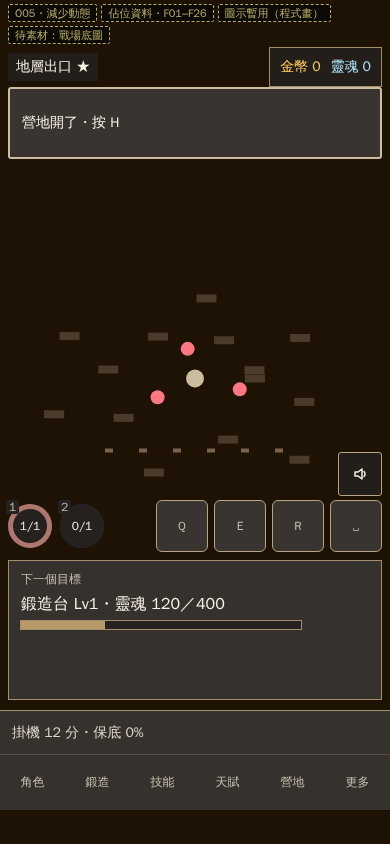 005・減少動態 佔位資料・F01–F26 圖示暫用（程式畫）
待素材：戰場底圖
地層出口 ★ 金幣 0 靈魂 0
營地開了・按 H
1 1/1 2 0/1 Q E R ⎵
下一個目標
鍛造台 Lv1・靈魂 120／400
掛機 12 分・保底 0%
角色 鍛造 技能 天賦 營地 更多